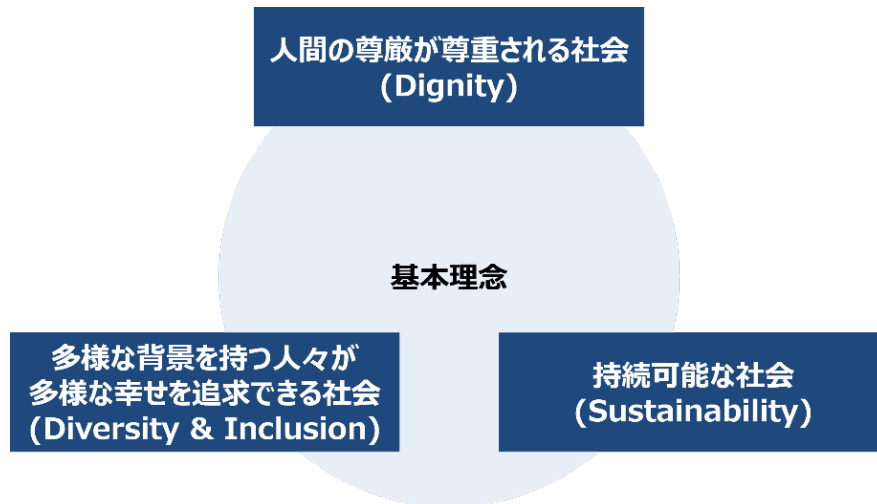 人間の尊厳が尊重される社会
(Dignity)
基本理念
多様な背景を持つ人々が
多様な幸せを追求できる社会
(Diversity & Inclusion)
持続可能な社会
(Sustainability)